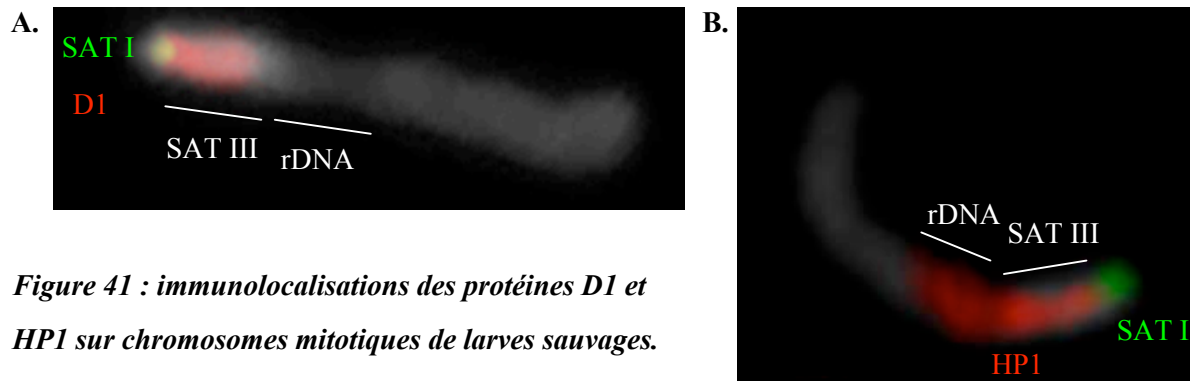 A.
SAT I
D1
SAT III
rDNA
B.
rDNA
SAT III
SAT I
HP1
Figure 41 : immunolocalisations des protéines D1 et
HP1 sur chromosomes mitotiques de larves sauvages.